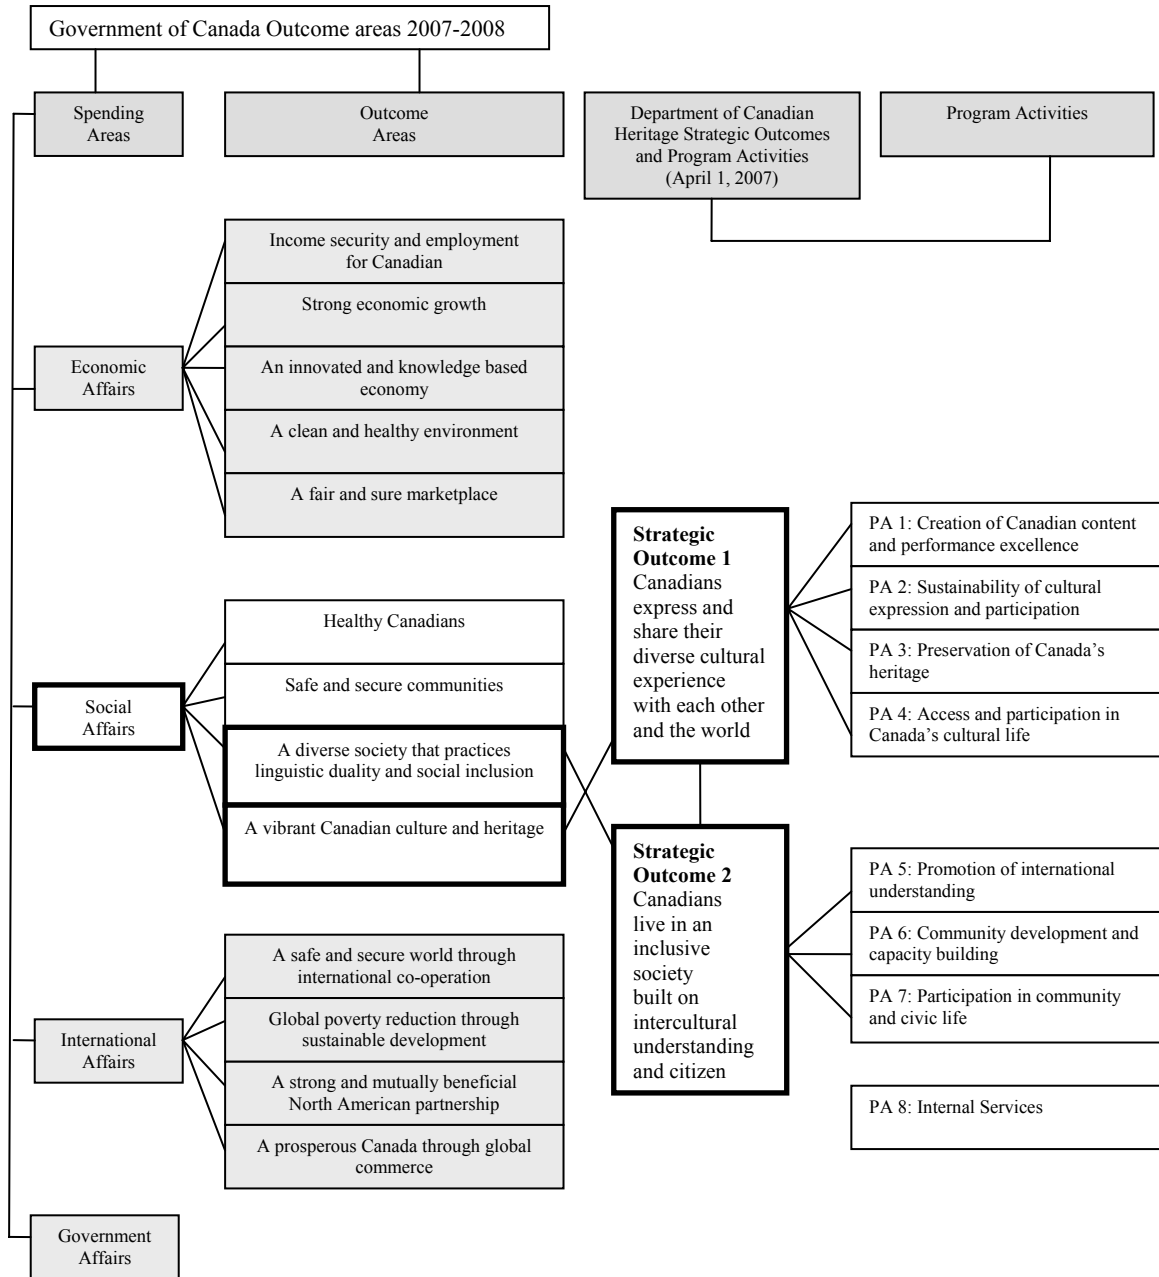 Government of Canada Outcome areas 2007-2008
Spending
Areas
Outcome
Areas
Department of Canadian
Heritage Strategic Outcomes
and Program Activities
(April 1, 2007)
Program Activities
Economic
Affairs
Income security and employment
for Canadian
Strong economic growth
An innovated and knowledge based
economy
A clean and healthy environment
A fair and sure marketplace
Social
Affairs
Healthy Canadians
Safe and secure communities
A diverse society that practices
linguistic duality and social inclusion
A vibrant Canadian culture and heritage
Strategic
Outcome 1
Canadians
express and
share their
diverse cultural
experience
with each other
and the world
PA 1: Creation of Canadian content
and performance excellence
PA 2: Sustainability of cultural
expression and participation
PA 3: Preservation of Canada’s
heritage
PA 4: Access and participation in
Canada’s cultural life
Strategic
Outcome 2
Canadians
live in an
inclusive
society
built on
intercultural
understanding
and citizen
PA 5: Promotion of international
understanding
PA 6: Community development and
capacity building
PA 7: Participation in community
and civic life
PA 8: Internal Services
International
Affairs
A safe and secure world through
international co-operation
Global poverty reduction through
sustainable development
A strong and mutually beneficial
North American partnership
A prosperous Canada through global
commerce
Government
Affairs